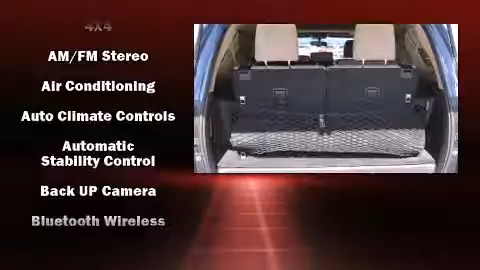 4X4
AM/FM Stereo
Air Conditioning
Auto Climate Controls
Automatic
Stability Control
Back UP Camera
Bluetooth Wireless